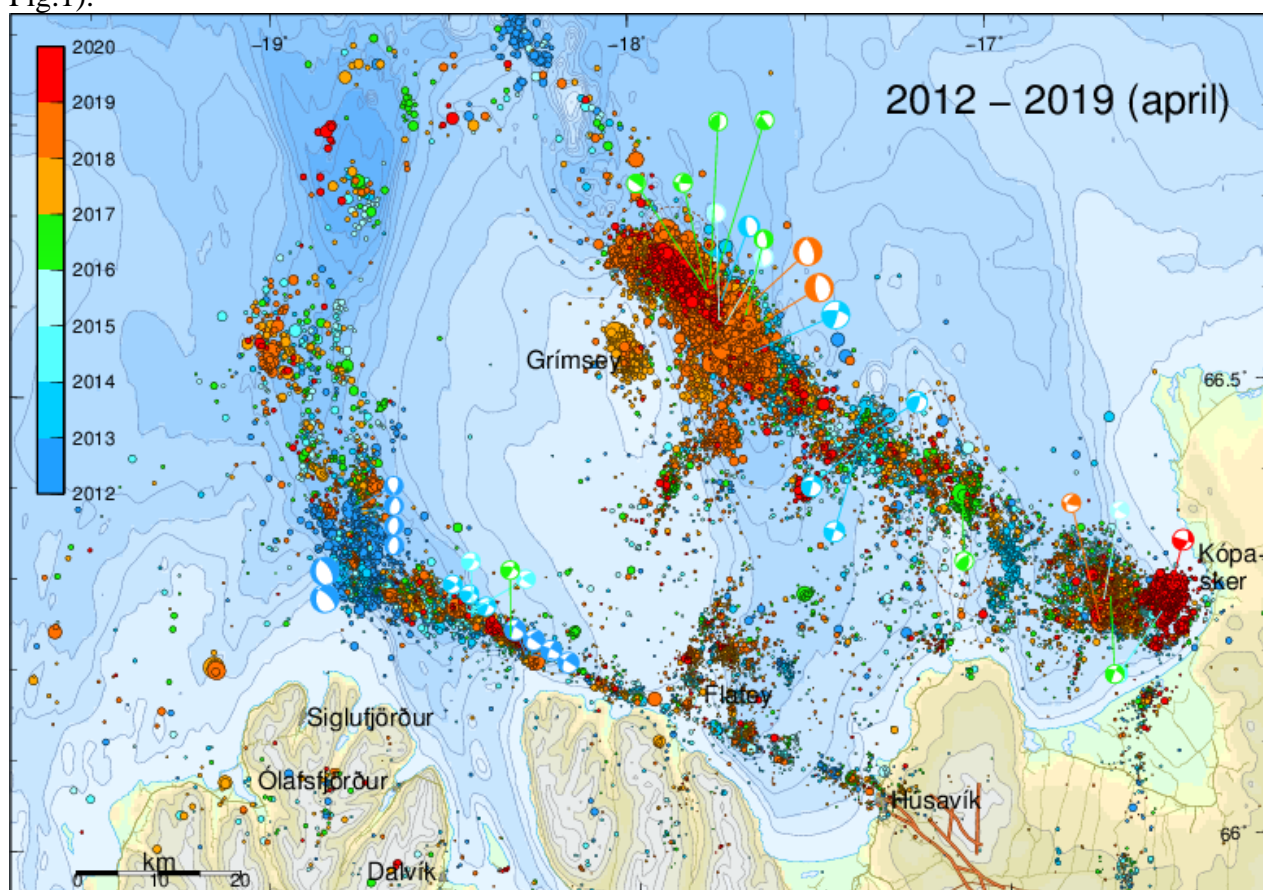 Fig.1).
-19
-18
-17
2012 – 2019 (april)
2020
2019
2018
2017
2016
2015
2014
2013
2012
Grímsey
66.5°
Kópa-
sker
Flatey
Siglufjörður
Ólafsfjörður
Húsavík
66°
Dalvík
km
0 10 20